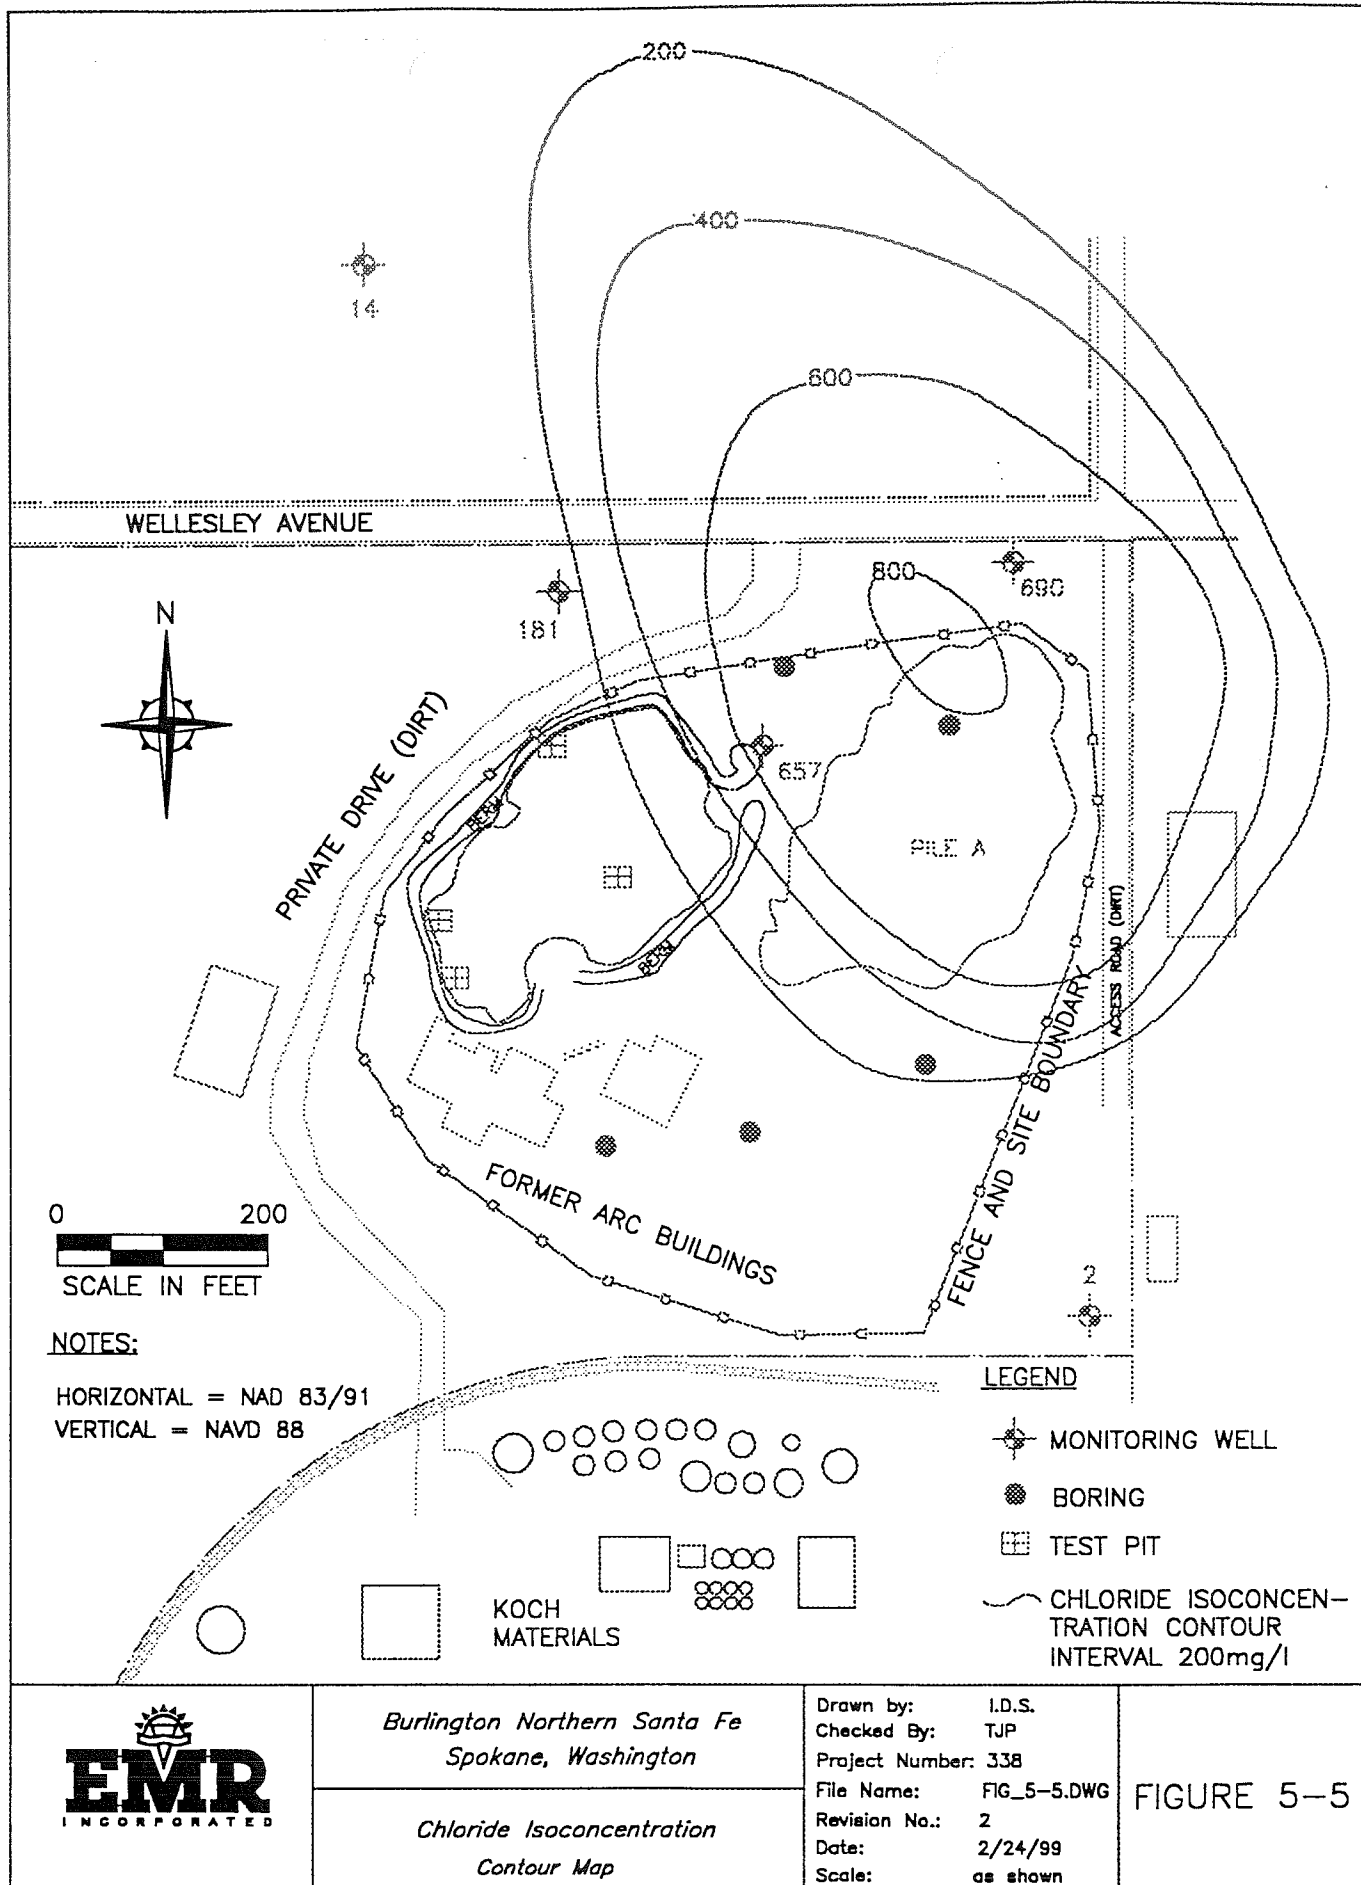 200
400
14
600
WELLESLEY AVENUE
800
690
181
N
657
PRIVATE DRIVE (DIRT)
PILE A
ACCESS ROAD (DIRT)
FENCE AND SITE BOUNDARY
FORMER ARC BUILDINGS
0 200
SCALE IN FEET
2
NOTES:
HORIZONTAL = NAD 83/91
VERTICAL = NAVD 88
LEGEND
MONITORING WELL
BORING
TEST PIT
CHLORIDE ISOCONCEN-
TRATION CONTOUR
INTERVAL 200mg/l
KOCH
MATERIALS
EMR
INCORPORATED
Burlington Northern Santa Fe
Spokane, Washington
Chloride Isoconcentration
Contour Map
Drawn by: I.D.S.
Checked By: TJP
Project Number: 338
File Name: FIG_5-5.DWG
Revision No.: 2
Date: 2/24/99
Scale: as shown
FIGURE 5-5